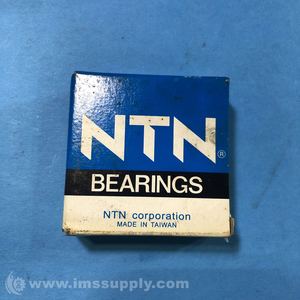 NTN®
BEARINGS
NTN corporation
MADE IN TAIWAN
© www.imssupply.com